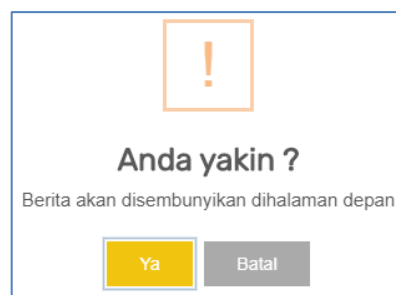 !
Anda yakin ?
Berita akan disembunyikan dihalaman depan
Ya
Batal